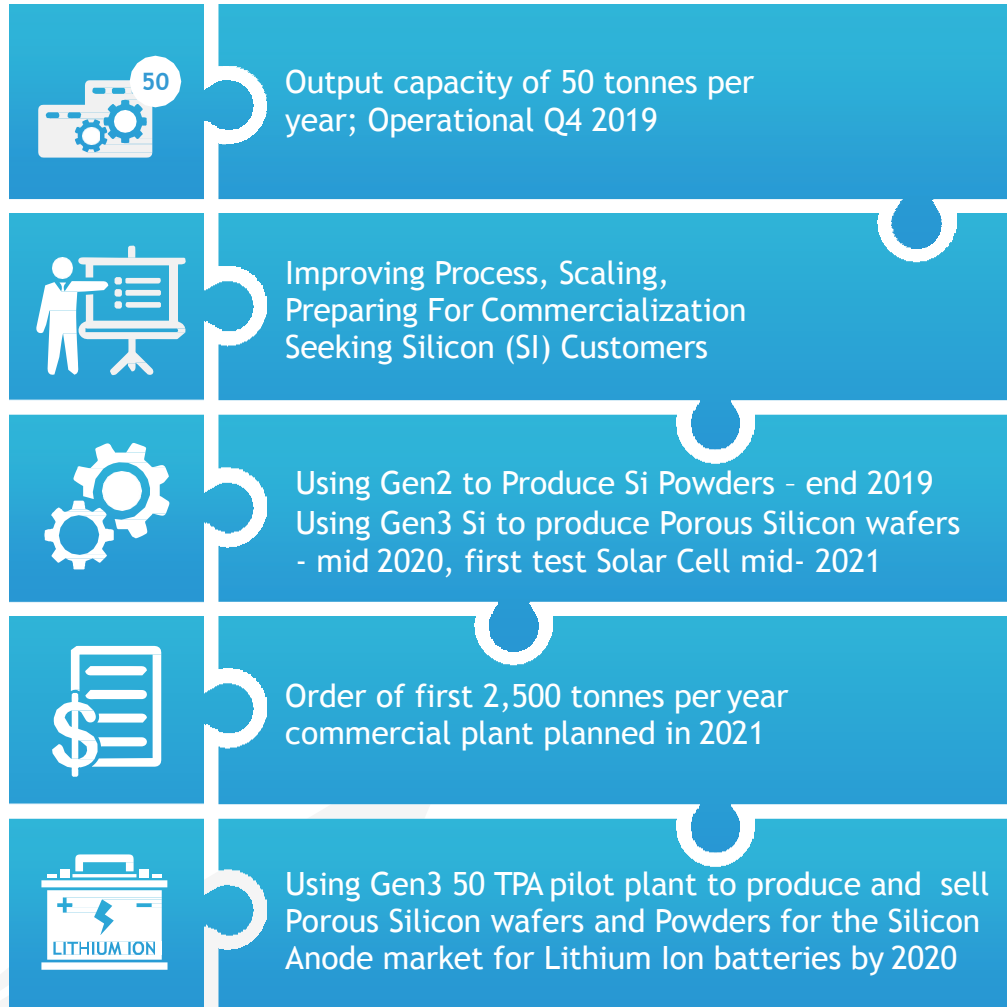 50
Output capacity of 50 tonnes per
year; Operational Q4 2019
Improving Process, Scaling,
Preparing For Commercialization
Seeking Silicon (SI) Customers
Using Gen2 to Produce Si Powders – end 2019
Using Gen3 Si to produce Porous Silicon wafers
- mid 2020, first test Solar Cell mid- 2021
$
Order of first 2,500 tonnes per year
commercial plant planned in 2021
+ –
LITHIUM ION
Using Gen3 50 TPA pilot plant to produce and sell
Porous Silicon wafers and Powders for the Silicon
Anode market for Lithium Ion batteries by 2020